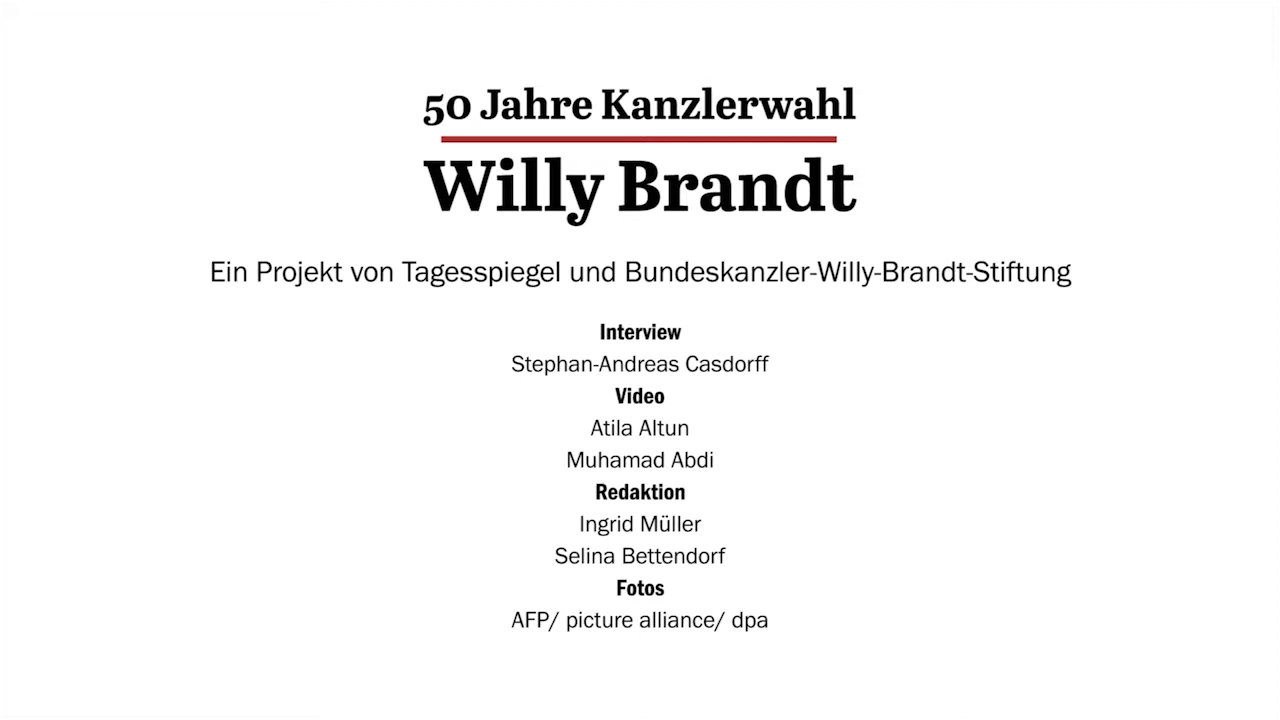 50 Jahre Kanzlerwahl
Willy Brandt
Ein Projekt von Tagesspiegel und Bundeskanzler-Willy-Brandt-Stiftung
Interview
Stephan-Andreas Casdorff
Video
Atila Altun
Muhamad Abdi
Redaktion
Ingrid Müller
Selina Bettendorf
Fotos
AFP/ picture alliance/ dpa